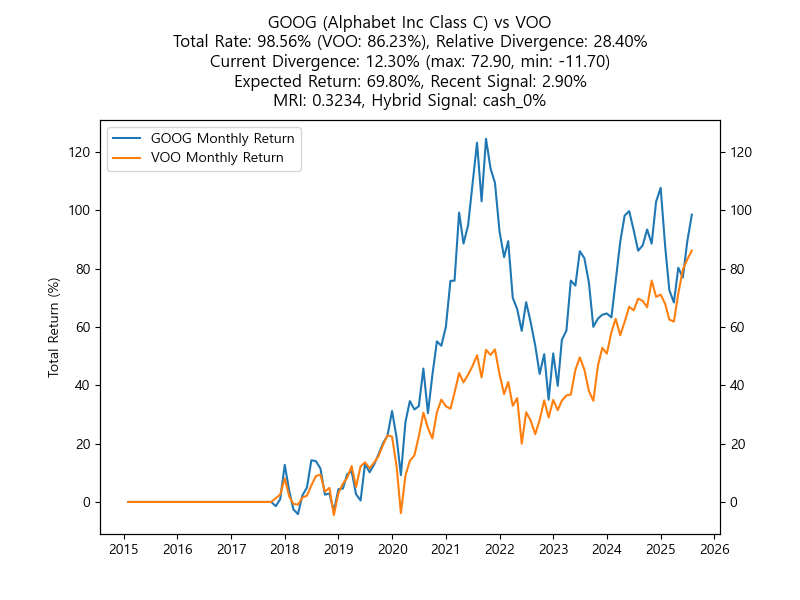 GOOG (Alphabet Inc Class C) vs VOO
Total Rate: 98.56% (VOO: 86.23%), Relative Divergence: 28.40%
Current Divergence: 12.30% (max: 72.90, min: -11.70)
Expected Return: 69.80%, Recent Signal: 2.90%
MRI: 0.3234, Hybrid Signal: cash_0%
GOOG Monthly Return
VOO Monthly Return
Total Return (%)
120 120
100 100
80 80
60 60
40 40
20 20
0 0
2015 2016 2017 2018 2019 2020 2021 2022 2023 2024 2025 2026